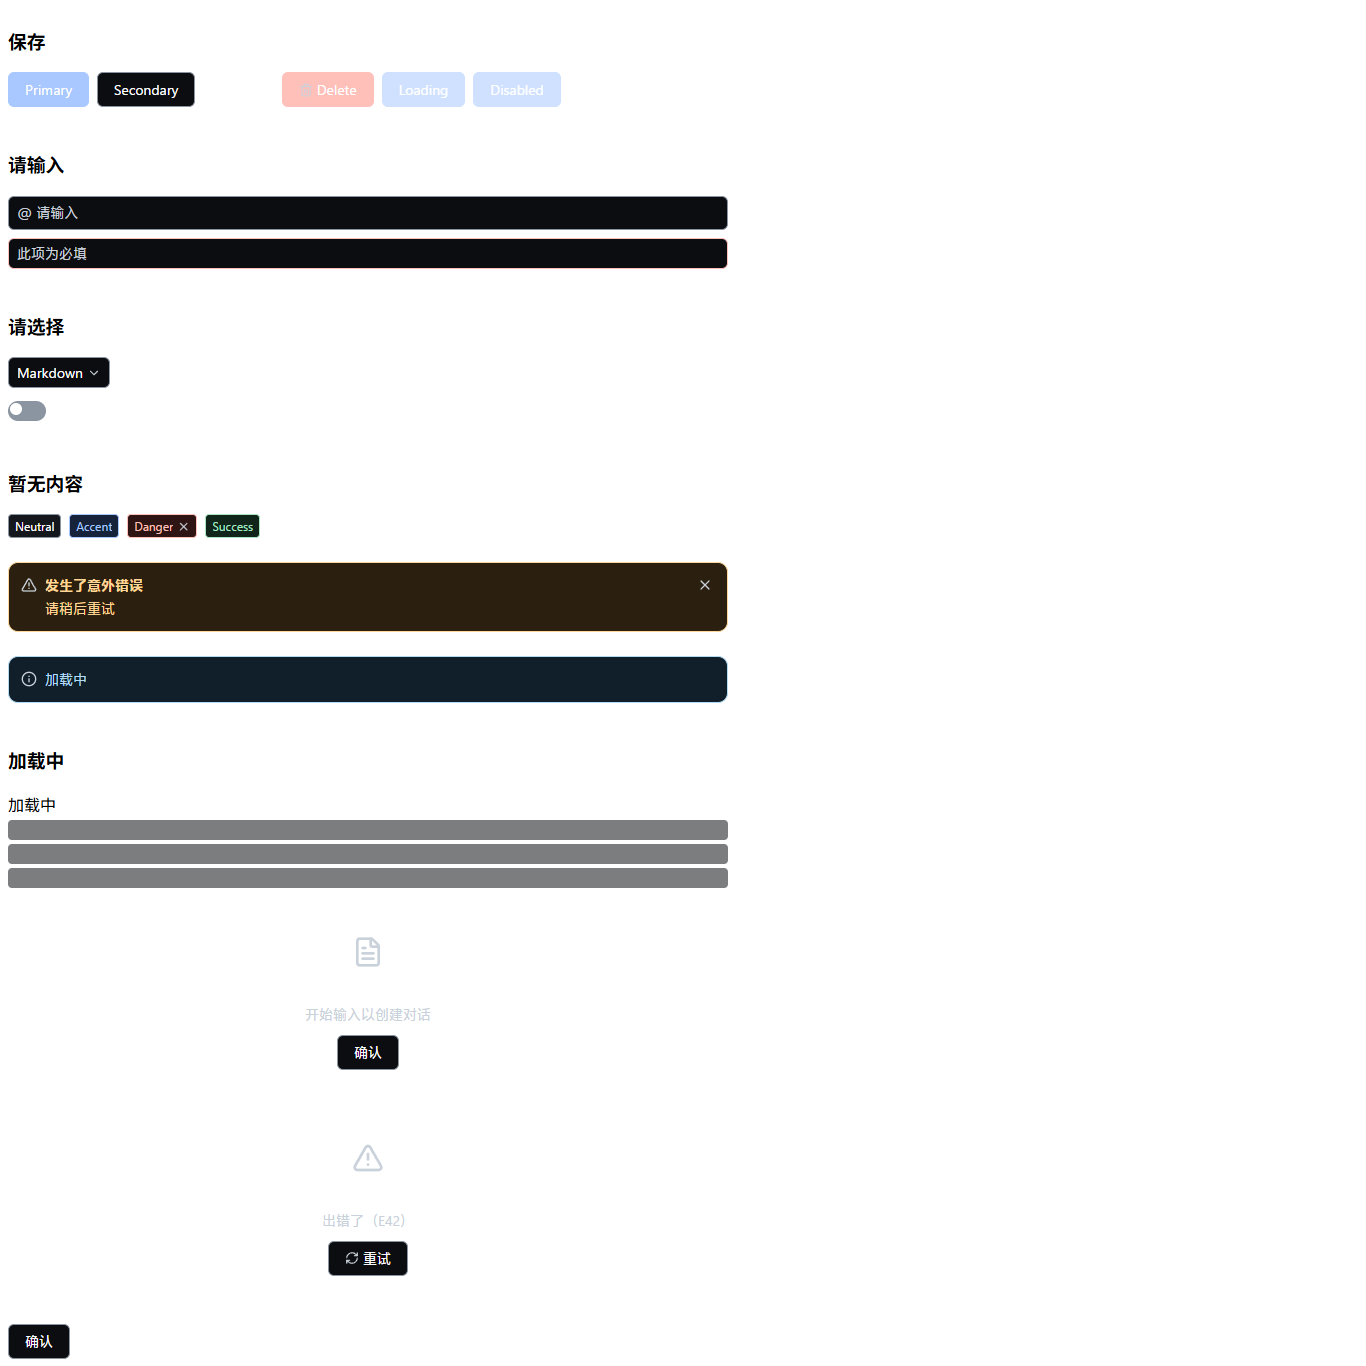 保存
Primary
Secondary
Delete
Loading
Disabled
请输入
@ 请输入
此项为必填
请选择
Markdown
暂无内容
Neutral
Accent
Danger
Success
发生了意外错误
请稍后重试
加载中
加载中
加载中
开始输入以创建对话
确认
出错了（E42）
重试
确认